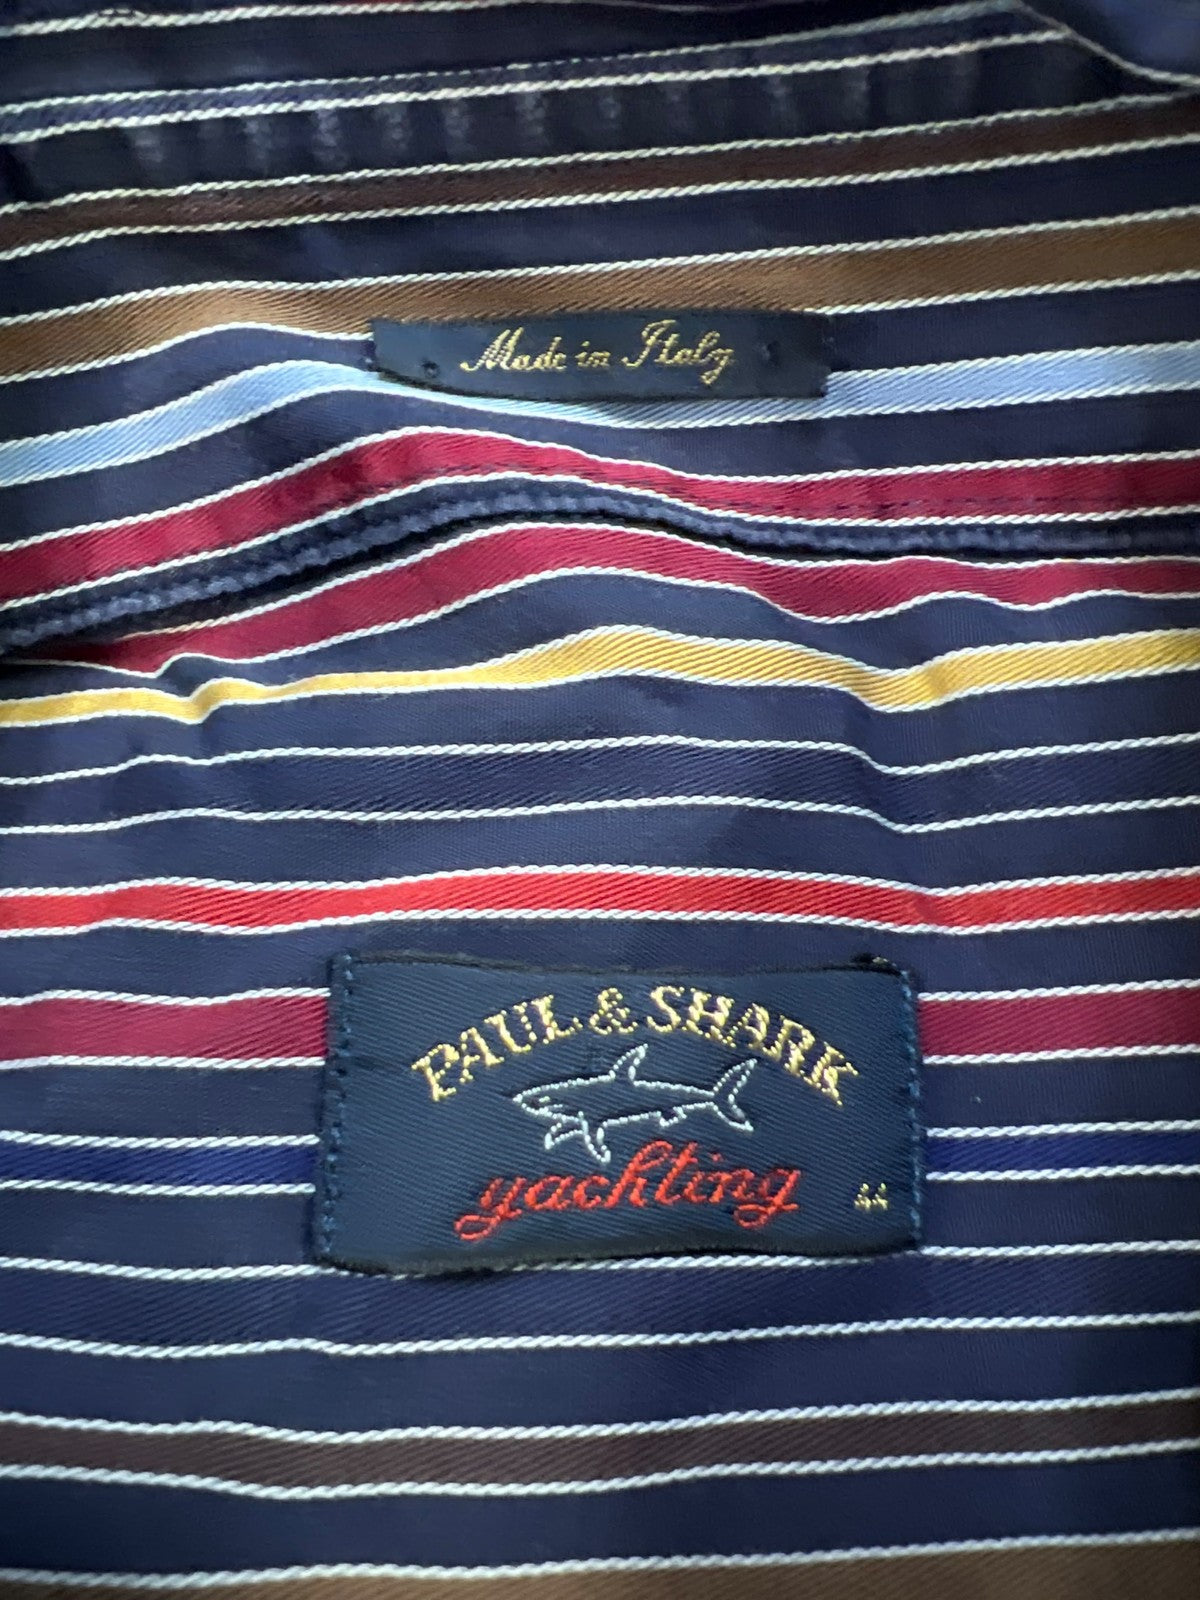 Made in Italy
PAUL & SHARK
yachting 44